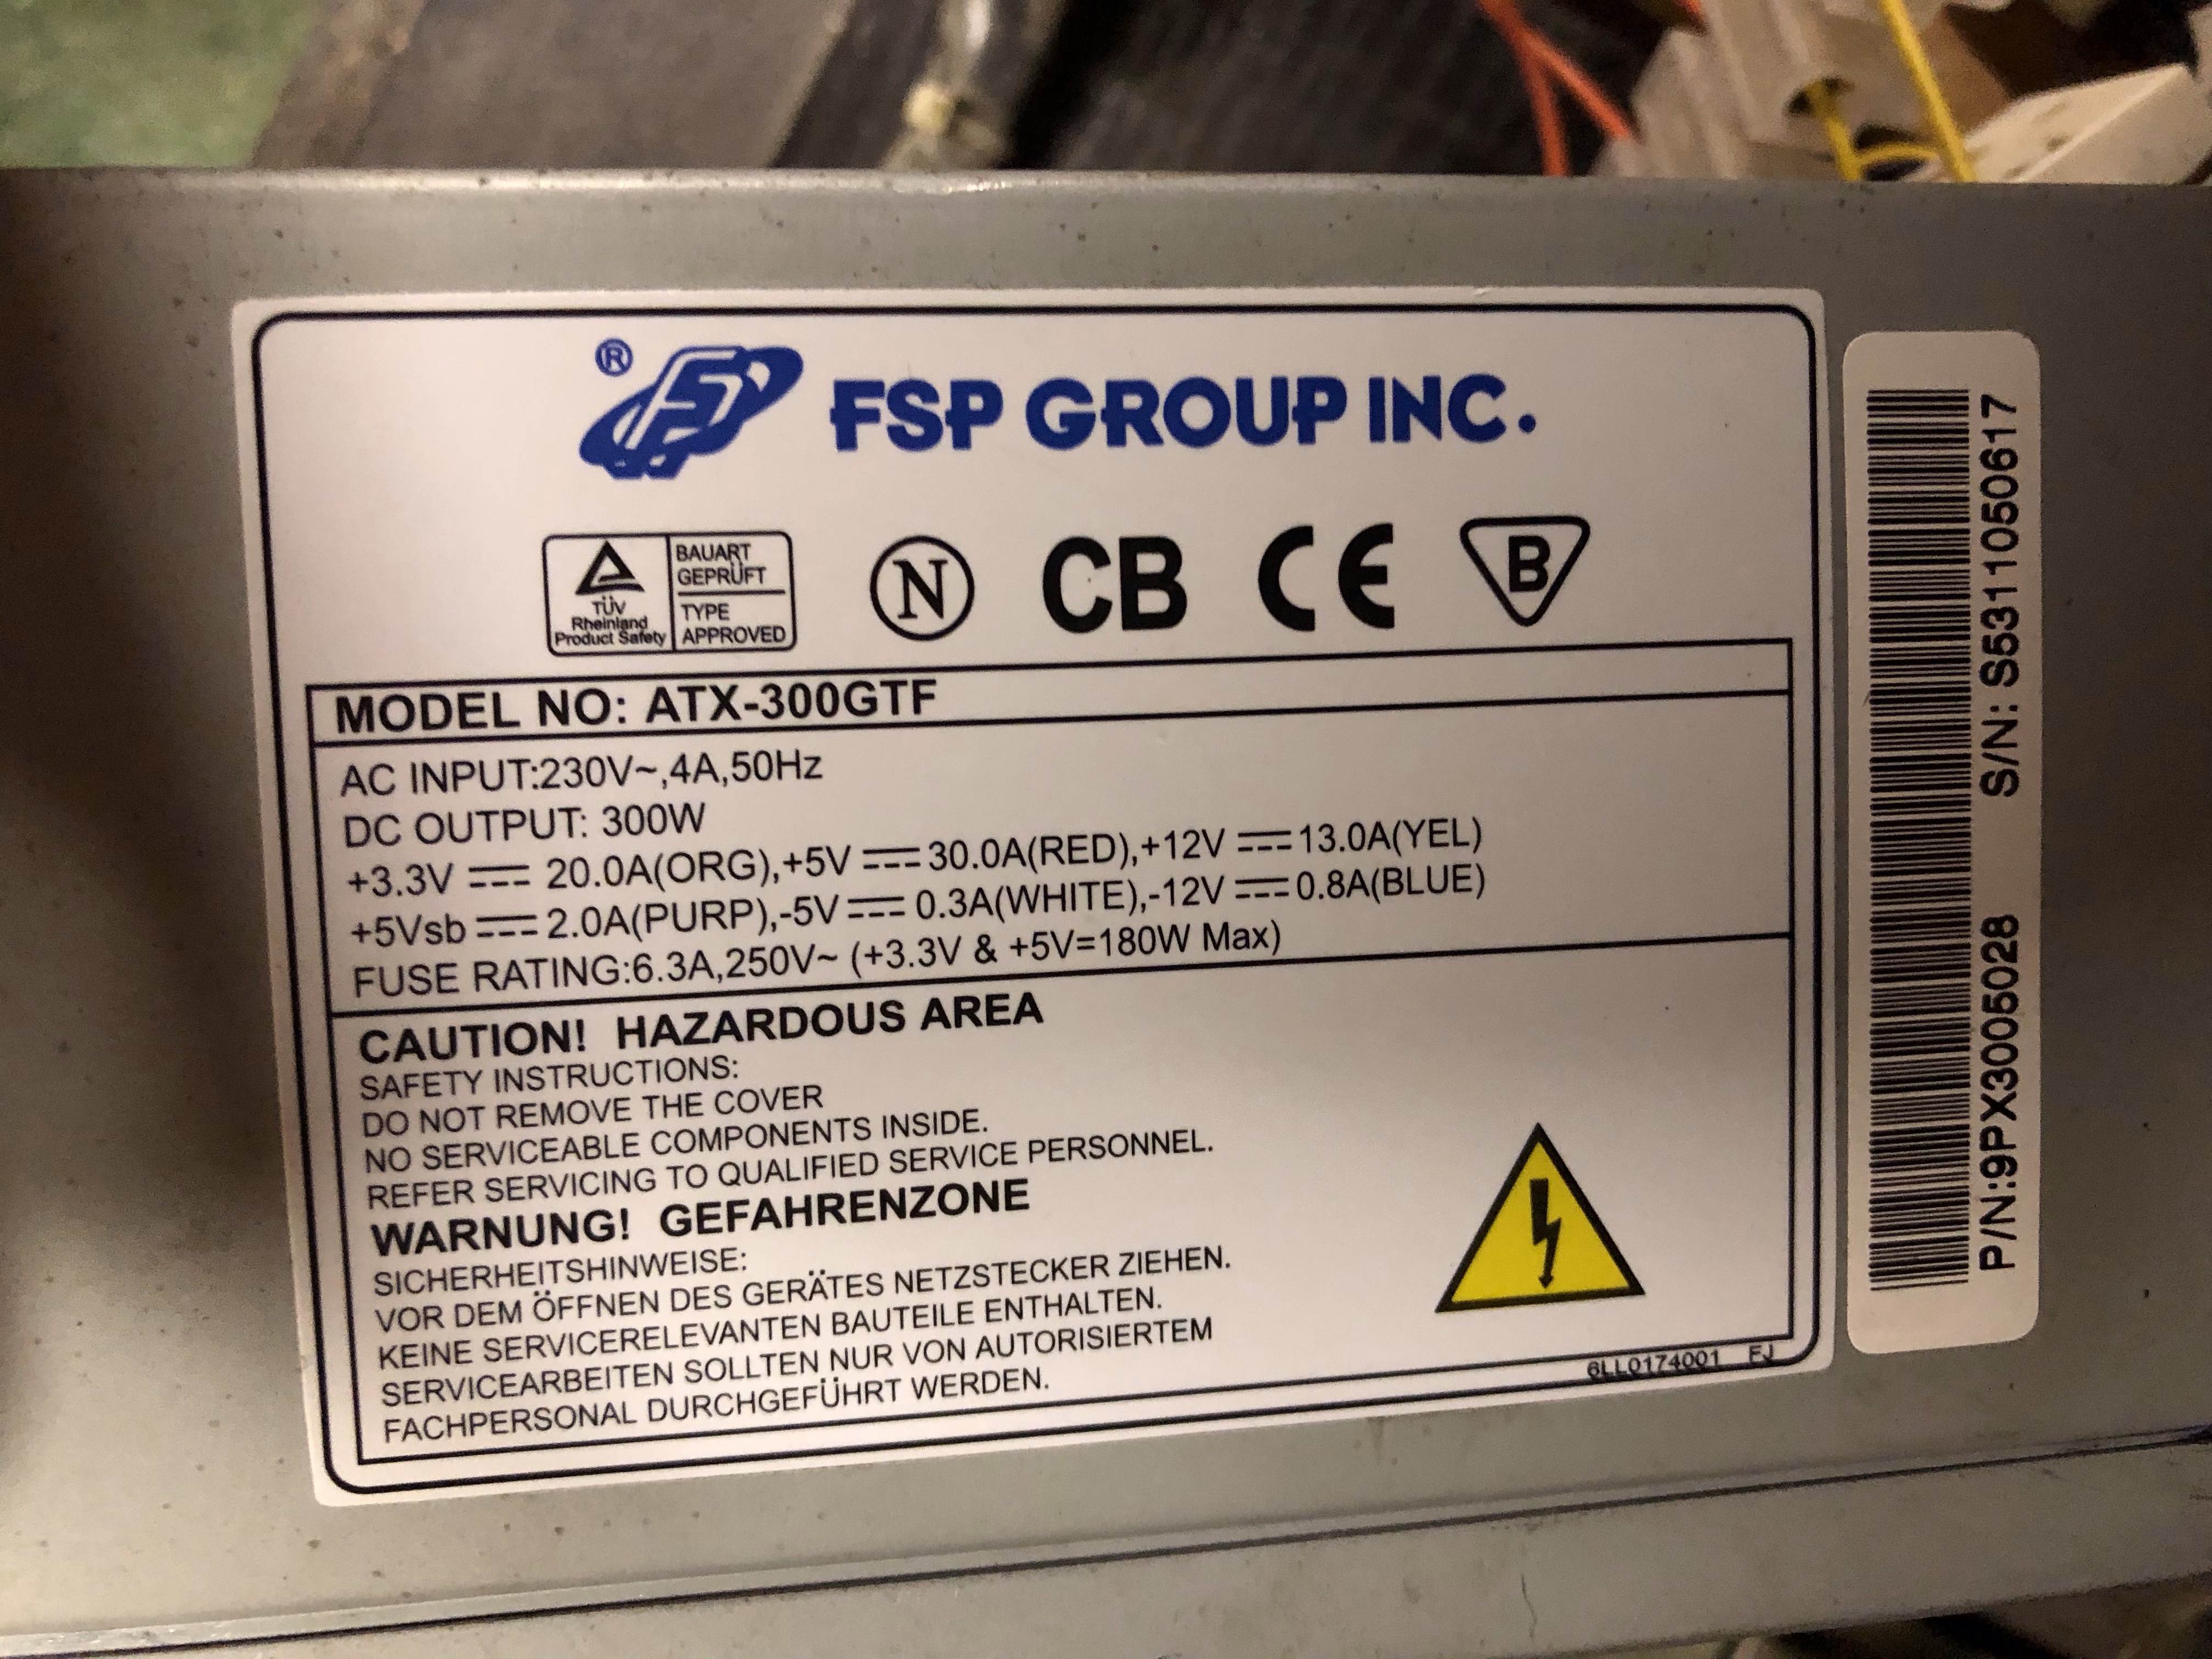 ® FSP GROUP INC.
TÜV
Rheinland
Product Safety
BAUART
GEPRÜFT
TYPE
APPROVED
N CB CE B
MODEL NO: ATX-300GTF
AC INPUT:230V~,4A,50Hz
DC OUTPUT: 300W
+3.3V ⎓ 20.0A(ORG),+5V ⎓ 30.0A(RED),+12V ⎓ 13.0A(YEL)
+5Vsb ⎓ 2.0A(PURP),-5V ⎓ 0.3A(WHITE),-12V ⎓ 0.8A(BLUE)
FUSE RATING:6.3A,250V~ (+3.3V & +5V=180W Max)
CAUTION! HAZARDOUS AREA
SAFETY INSTRUCTIONS:
DO NOT REMOVE THE COVER
NO SERVICEABLE COMPONENTS INSIDE.
REFER SERVICING TO QUALIFIED SERVICE PERSONNEL.
WARNUNG! GEFAHRENZONE
SICHERHEITSHINWEISE:
VOR DEM ÖFFNEN DES GERÄTES NETZSTECKER ZIEHEN.
KEINE SERVICERELEVANTEN BAUTEILE ENTHALTEN.
SERVICEARBEITEN SOLLTEN NUR VON AUTORISIERTEM
FACHPERSONAL DURCHGEFÜHRT WERDEN.
6LL0174001 FJ
P/N:9PX3005028 S/N: S5311050617